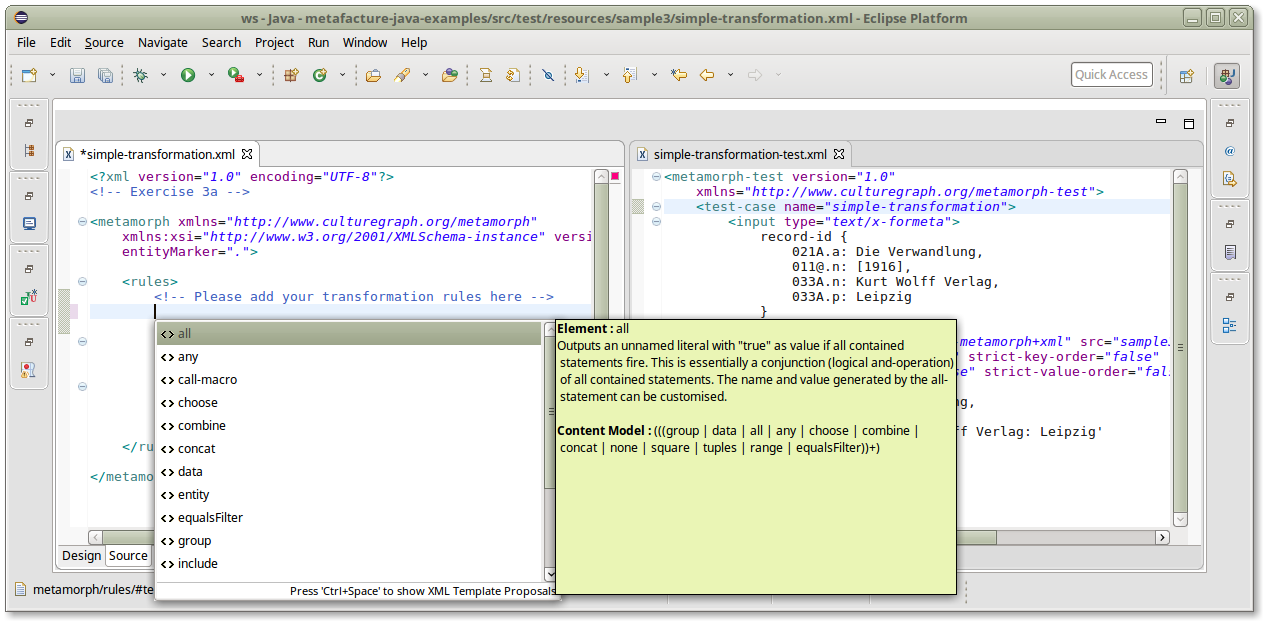 ws - Java - metafacture-java-examples/src/test/resources/sample3/simple-transformation.xml - Eclipse Platform
File Edit Source Navigate Search Project Run Window Help
Quick Access
*simple-transformation.xml
<?xml version="1.0" encoding="UTF-8"?>
<!-- Exercise 3a -->
<metamorph xmlns="http://www.culturegraph.org/metamorph"
xmlns:xsi="http://www.w3.org/2001/XMLSchema-instance" versi
entityMarker=".">
<rules>
<!-- Please add your transformation rules here -->
</ru
</metamo
all
any
call-macro
choose
combine
concat
data
entity
equalsFilter
group
include
Press 'Ctrl+Space' to show XML Template Proposals
Element : all
Outputs an unnamed literal with "true" as value if all contained
statements fire. This is essentially a conjunction (logical and-operation)
of all contained statements. The name and value generated by the all-
statement can be customised.
Content Model : (((group | data | all | any | choose | combine |
concat | none | square | tuples | range | equalsFilter))+)
Design Source
metamorph/rules/#te
simple-transformation-test.xml
<metamorph-test version="1.0"
xmlns="http://www.culturegraph.org/metamorph-test">
<test-case name="simple-transformation">
<input type="text/x-formeta">
record-id {
021A.a: Die Verwandlung,
011@.n: [1916],
033A.n: Kurt Wolff Verlag,
033A.p: Leipzig
}
metamorph+xml" src="sample
" strict-key-order="false"
se" strict-value-order="fal
ng,
ff Verlag: Leipzig'